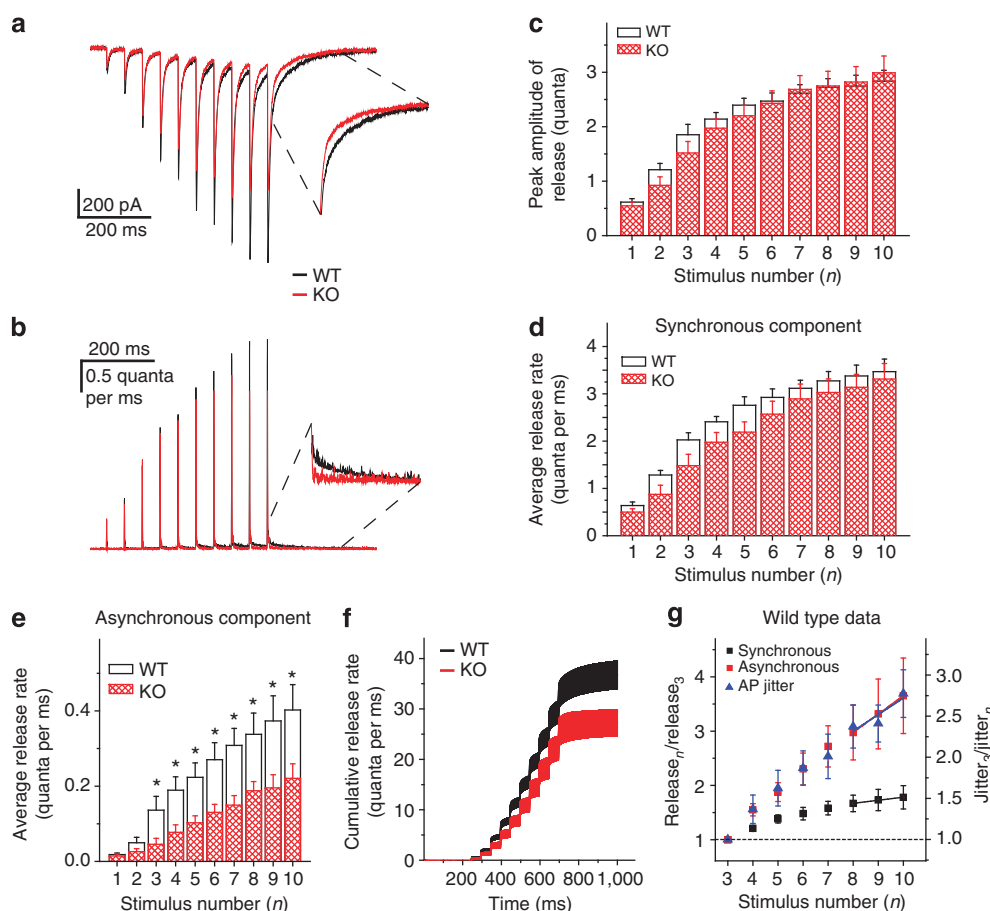 a
200 pA
200 ms
WT
KO
b
200 ms
0.5 quanta
per ms
c
WT
KO
Peak amplitude of
release (quanta)
3
2
1
0
1 2 3 4 5 6 7 8 9 10
Stimulus number (n)
d
Synchronous component
WT
KO
Average release rate
(quanta per ms)
4
3
2
1
0
1 2 3 4 5 6 7 8 9 10
Stimulus number (n)
e
Asynchronous component
WT
KO
* * * * * * * *
Average release rate
(quanta per ms)
0.4
0.2
0.0
1 2 3 4 5 6 7 8 9 10
Stimulus number (n)
f
WT
KO
Cumulative release rate
(quanta per ms)
40
30
20
10
0
200 400 600 800 1,000
Time (ms)
g
Wild type data
Synchronous
Asynchronous
AP jitter
Releasen/release3
4
3
2
1
3.0
2.5
2.0
1.5
1.0
Jitter3/jittern
3 4 5 6 7 8 9 10
Stimulus number (n)